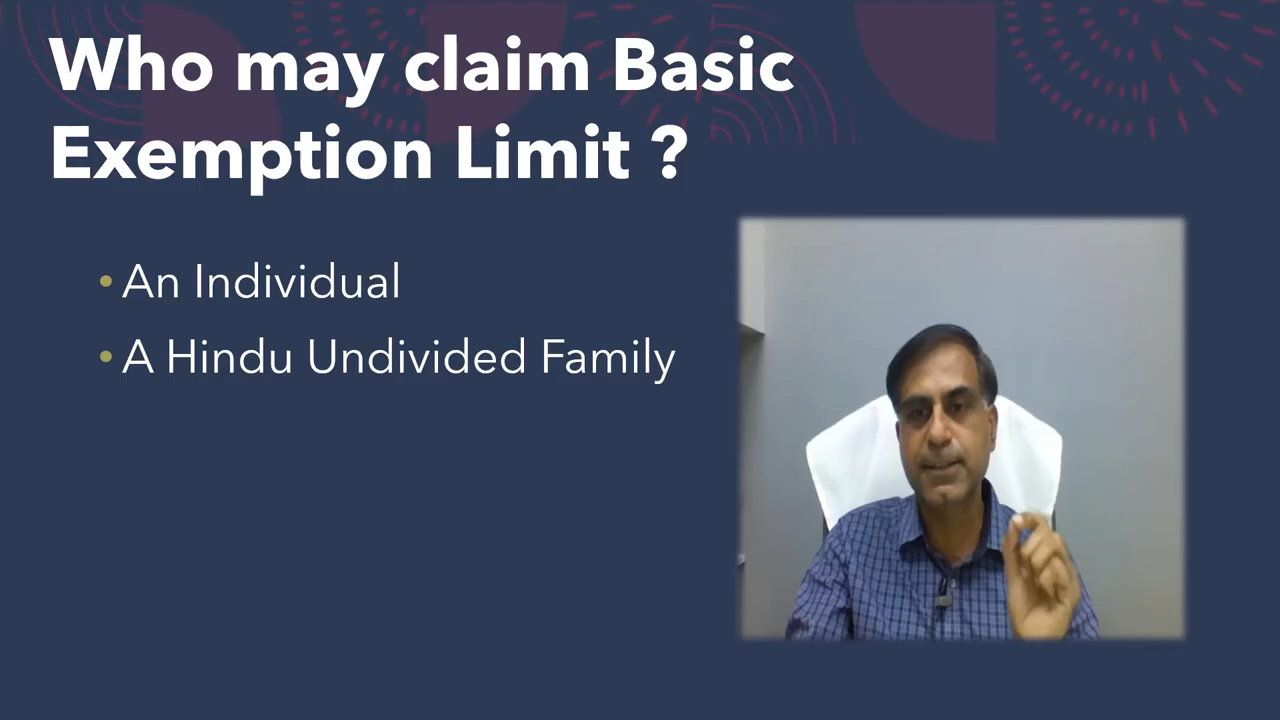 Who may claim Basic
Exemption Limit ?
• An Individual
• A Hindu Undivided Family